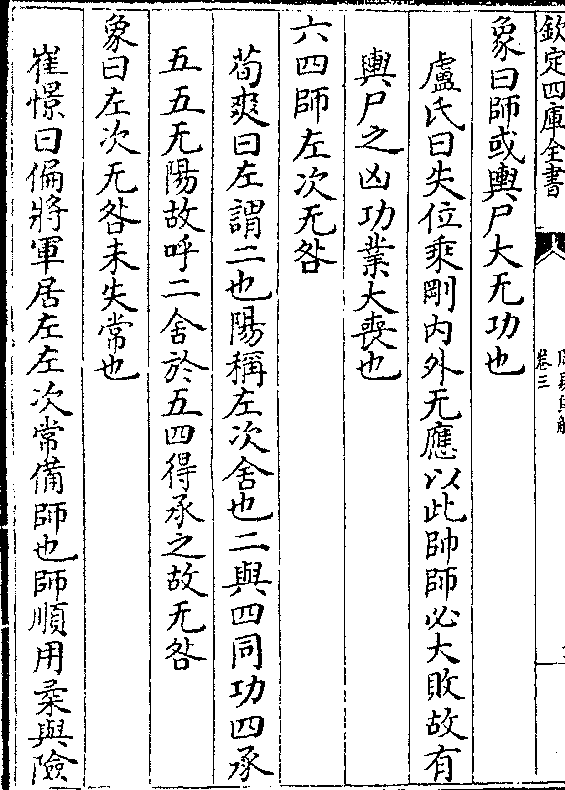 欽定四庫全書
卷三
象曰師或輿尸大无功也
盧氏曰失位乘剛内外无應以此帥師必大敗故有
輿尸之凶功業大喪也
六四師左次无咎
荀爽曰左謂二也陽稱左次舍也二與四同功四承
五五无陽故呼二舍於五四得承之故无咎
象曰左次无咎未失常也
崔憬曰偏將軍居左左次常備師也師順用柔與險